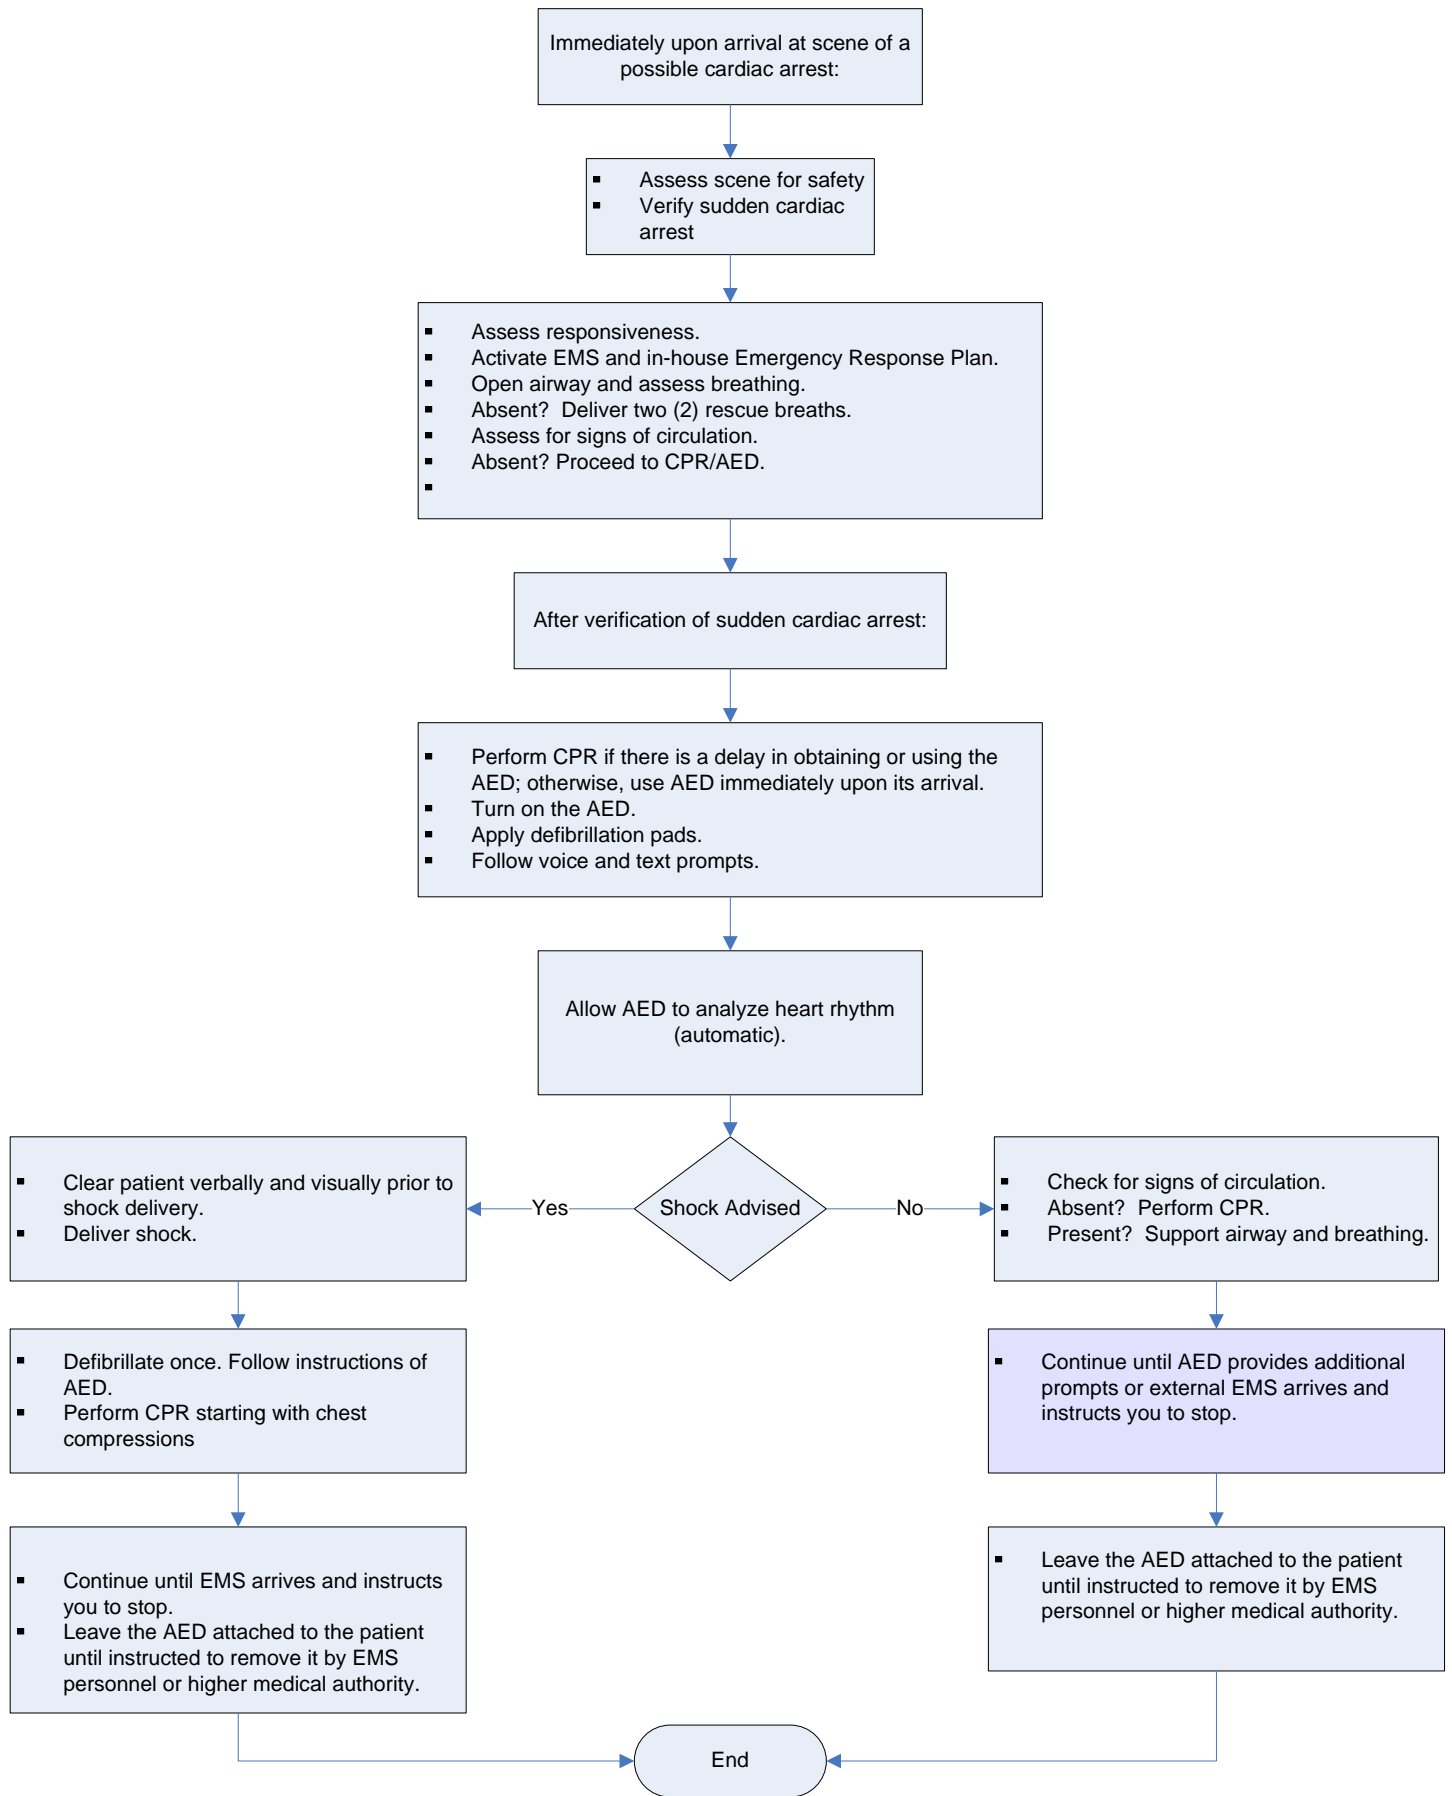 Immediately upon arrival at scene of a
possible cardiac arrest:
▪ Assess scene for safety
▪ Verify sudden cardiac
arrest
▪ Assess responsiveness.
▪ Activate EMS and in-house Emergency Response Plan.
▪ Open airway and assess breathing.
▪ Absent?  Deliver two (2) rescue breaths.
▪ Assess for signs of circulation.
▪ Absent? Proceed to CPR/AED.
▪
After verification of sudden cardiac arrest:
▪ Perform CPR if there is a delay in obtaining or using the
AED; otherwise, use AED immediately upon its arrival.
▪ Turn on the AED.
▪ Apply defibrillation pads.
▪ Follow voice and text prompts.
Allow AED to analyze heart rhythm
(automatic).
Shock Advised
Yes
No
▪ Clear patient verbally and visually prior to
shock delivery.
▪ Deliver shock.
▪ Defibrillate once. Follow instructions of
AED.
▪ Perform CPR starting with chest
compressions
▪ Continue until EMS arrives and instructs
you to stop.
▪ Leave the AED attached to the patient
until instructed to remove it by EMS
personnel or higher medical authority.
▪ Check for signs of circulation.
▪ Absent?  Perform CPR.
▪ Present?  Support airway and breathing.
▪ Continue until AED provides additional
prompts or external EMS arrives and
instructs you to stop.
▪ Leave the AED attached to the patient
until instructed to remove it by EMS
personnel or higher medical authority.
End